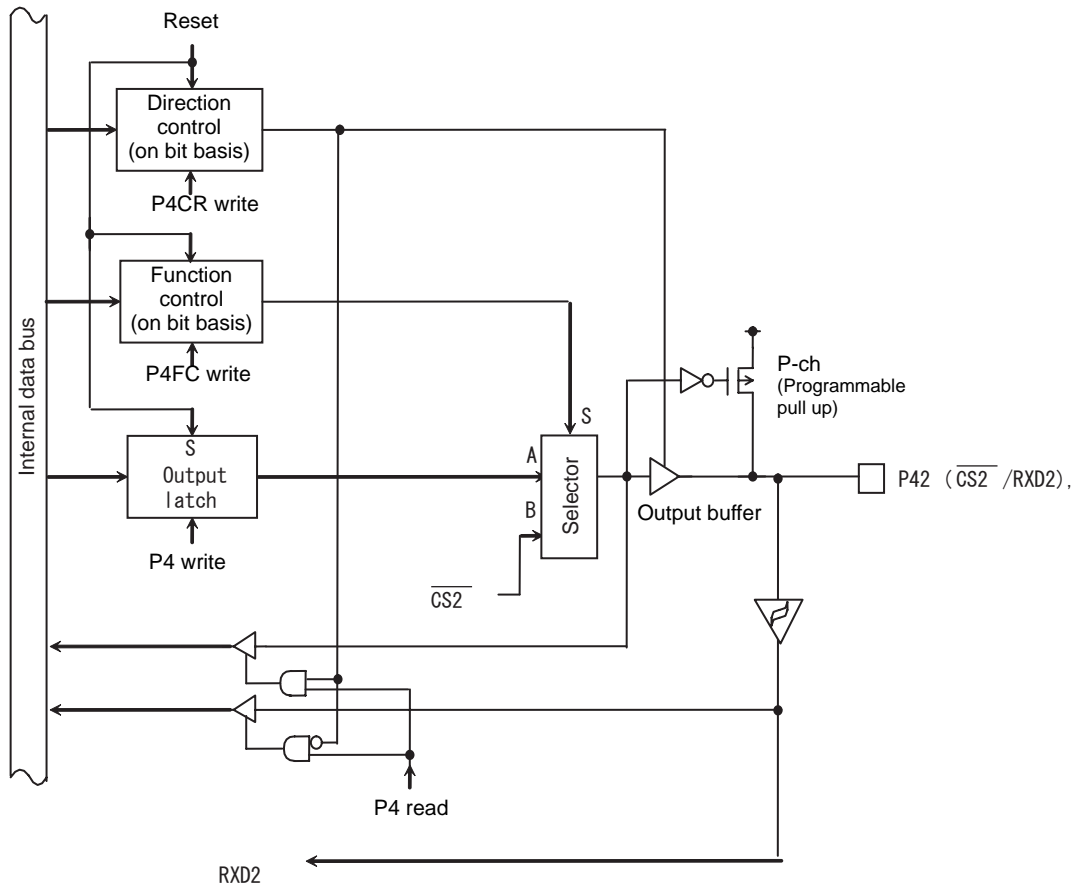 Reset
Direction
control
(on bit basis)
P4CR write
Function
control
(on bit basis)
P4FC write
Internal data bus
P-ch
(Programmable
pull up)
S
S
A
Output
latch
B
Selector
Output buffer
P42 (CS2 /RXD2),
P4 write
CS2
P4 read
RXD2